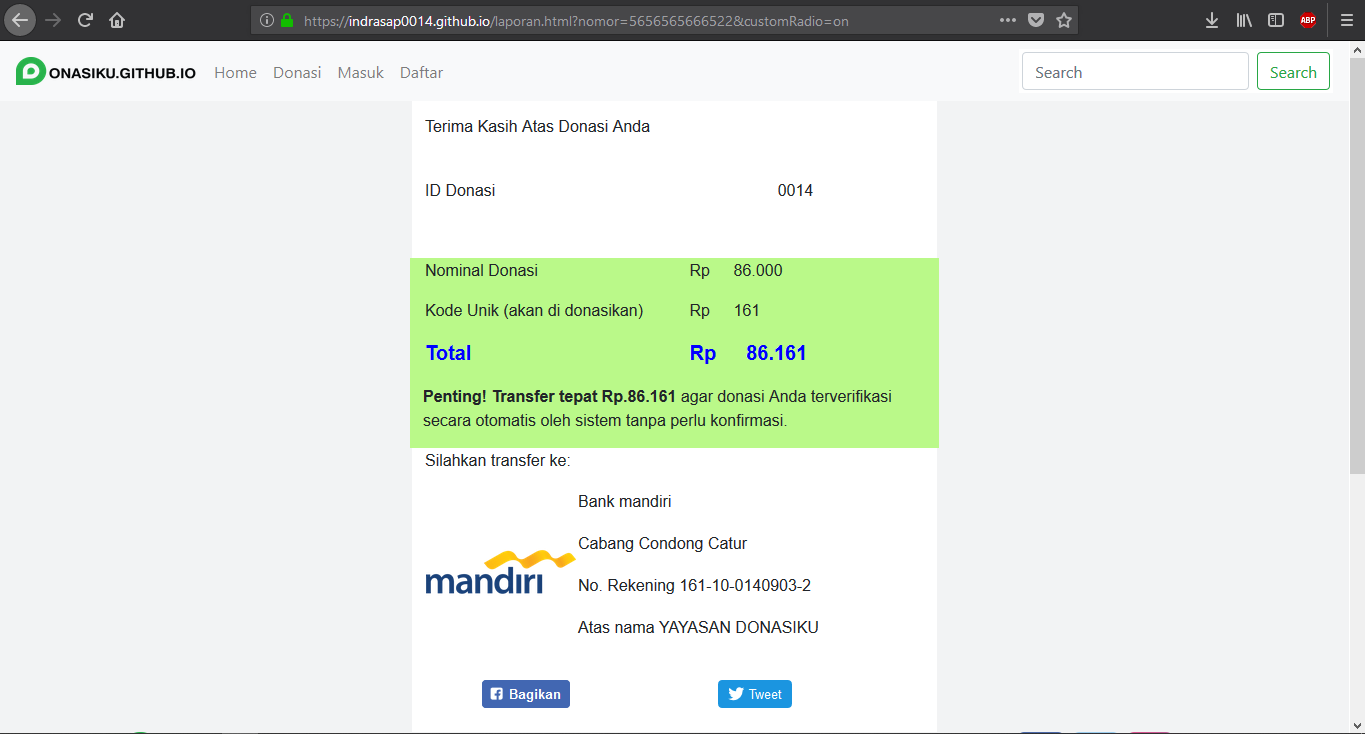 https://indrasap0014.github.io/laporan.html?nomor=5656565666522&customRadio=on
ABP
DONASIKU.GITHUB.IO Home Donasi Masuk Daftar Search Search
Terima Kasih Atas Donasi Anda
ID Donasi 0014
Nominal Donasi Rp 86.000
Kode Unik (akan di donasikan) Rp 161
Total Rp 86.161
Penting! Transfer tepat Rp.86.161 agar donasi Anda terverifikasi
secara otomatis oleh sistem tanpa perlu konfirmasi.
Silahkan transfer ke:
Bank mandiri
Cabang Condong Catur
mandırı
No. Rekening 161-10-0140903-2
Atas nama YAYASAN DONASIKU
Bagikan Tweet